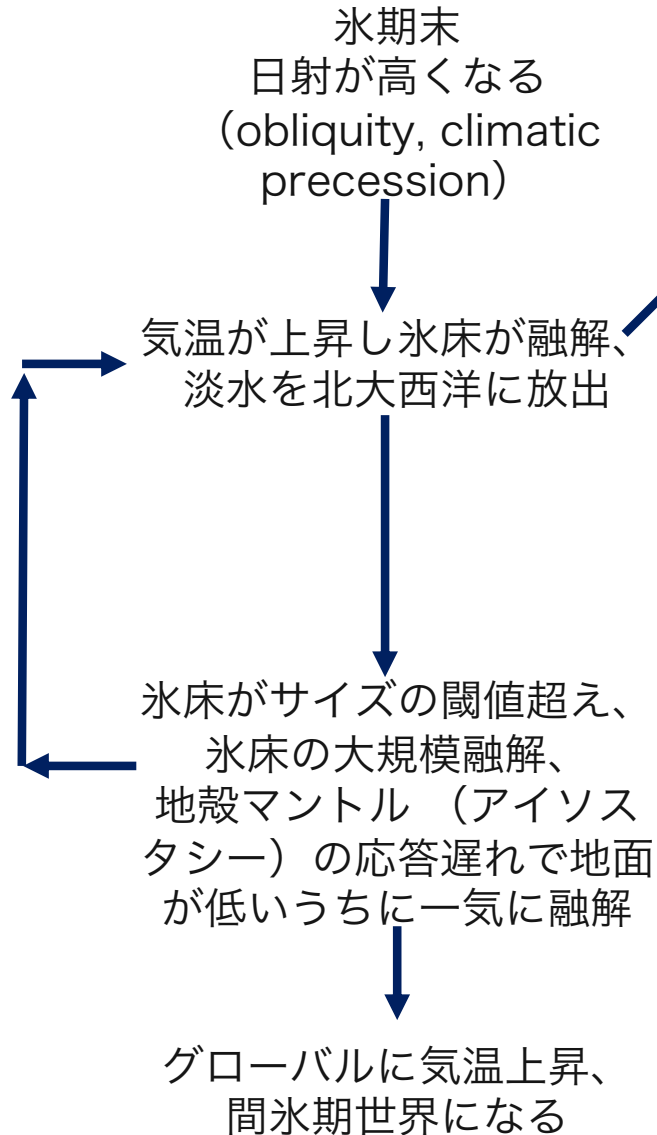 氷期末
日射が高くなる
（obliquity, climatic
precession）
気温が上昇し氷床が融解、
淡水を北大西洋に放出
氷床がサイズの閾値超え、
氷床の大規模融解、
地殻マントル （アイソス
タシー）の応答遅れで地面
が低いうちに一気に融解
グローバルに気温上昇、
間氷期世界になる